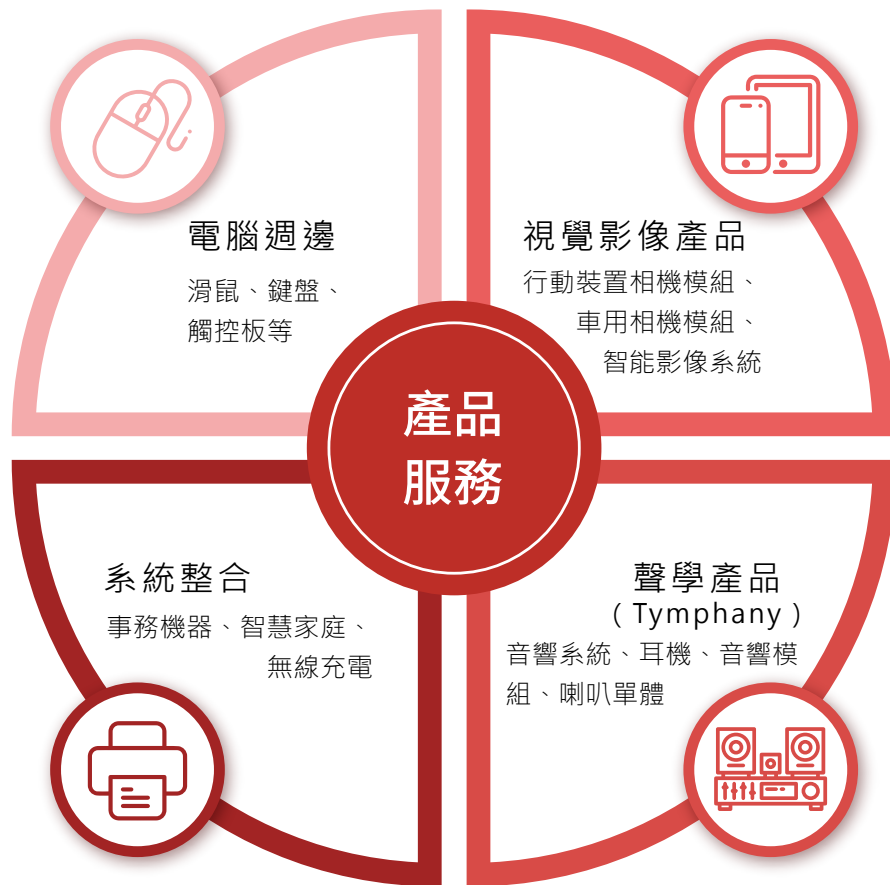 電腦週邊
滑鼠、鍵盤、
觸控板等
視覺影像產品
行動裝置相機模組、
車用相機模組、
智能影像系統
產品
服務
系統整合
事務機器、智慧家庭、
無線充電
聲學產品
( Tymphany )
音響系統、耳機、音響模
組、喇叭單體